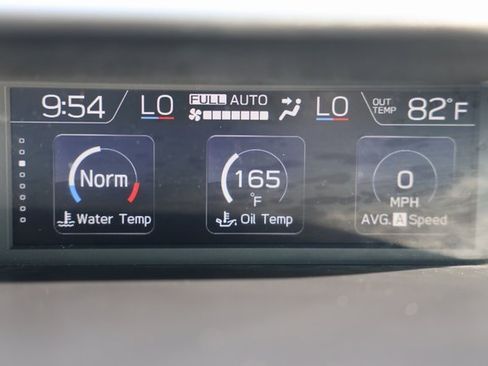 9:54 LO FULL AUTO LO OUT TEMP 82°F
Norm
Water Temp
165
°F
Oil Temp
0
MPH
AVG. A Speed